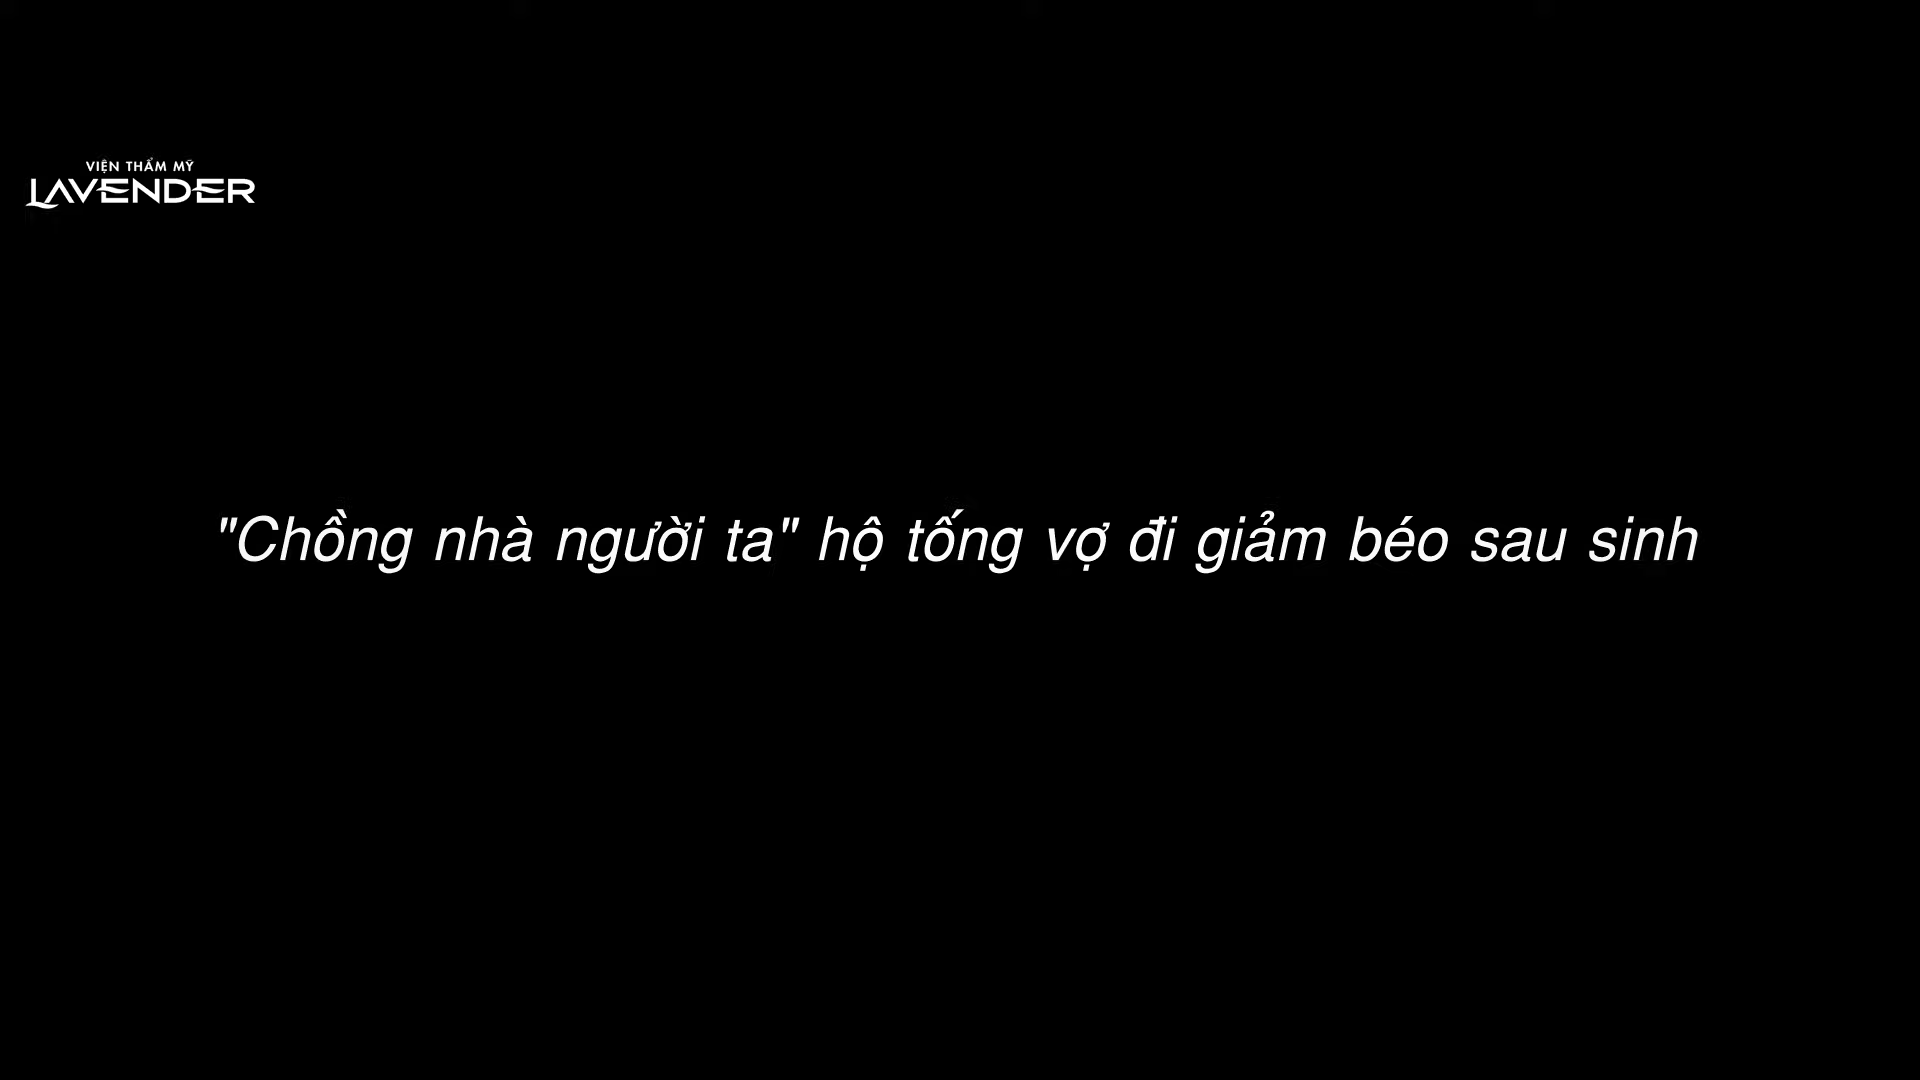 VIỆN THẨM MỸ
LAVENDER
"Chồng nhà người ta" hộ tống vợ đi giảm béo sau sinh